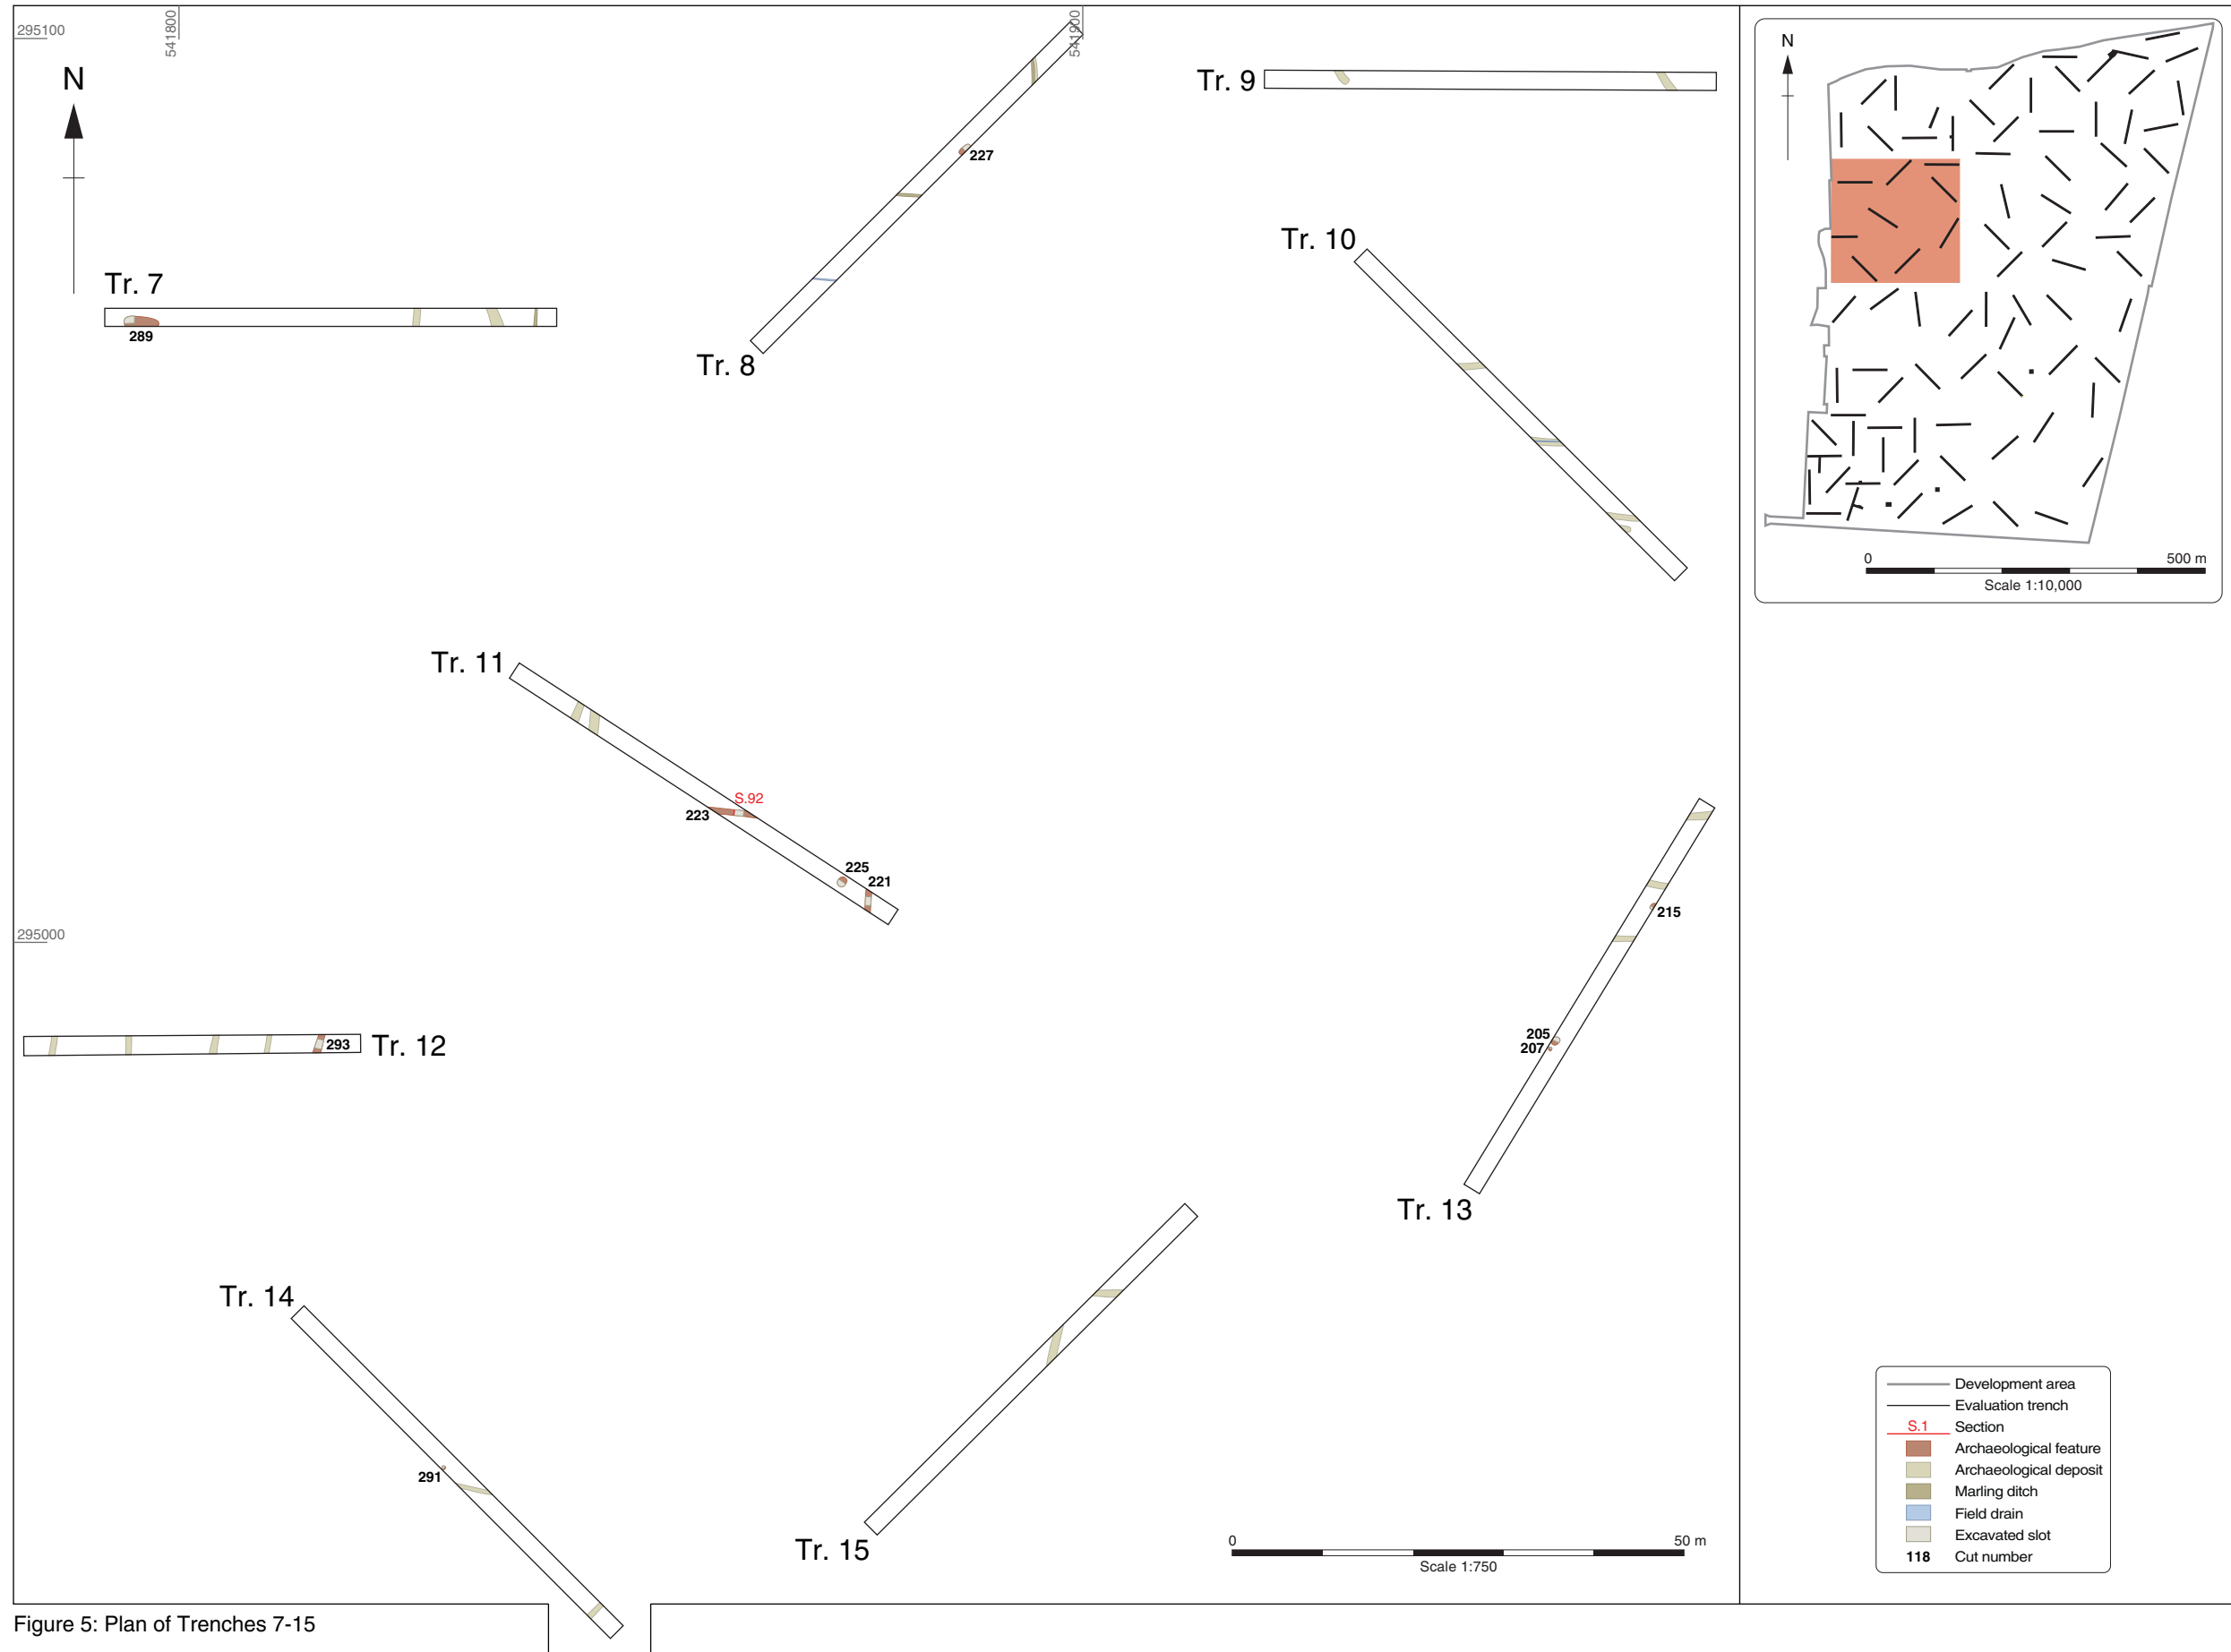 295100
541800
541900
N
Tr. 9
227
Tr. 10
Tr. 7
289
Tr. 8
Tr. 11
S.92
223
225
221
295000
215
293
Tr. 12
205
207
Tr. 13
Tr. 14
291
Tr. 15
0 50 m
Scale 1:750
N
0 500 m
Scale 1:10,000
Development area
Evaluation trench
S.1 Section
Archaeological feature
Archaeological deposit
Marling ditch
Field drain
Excavated slot
118 Cut number
Figure 5: Plan of Trenches 7-15